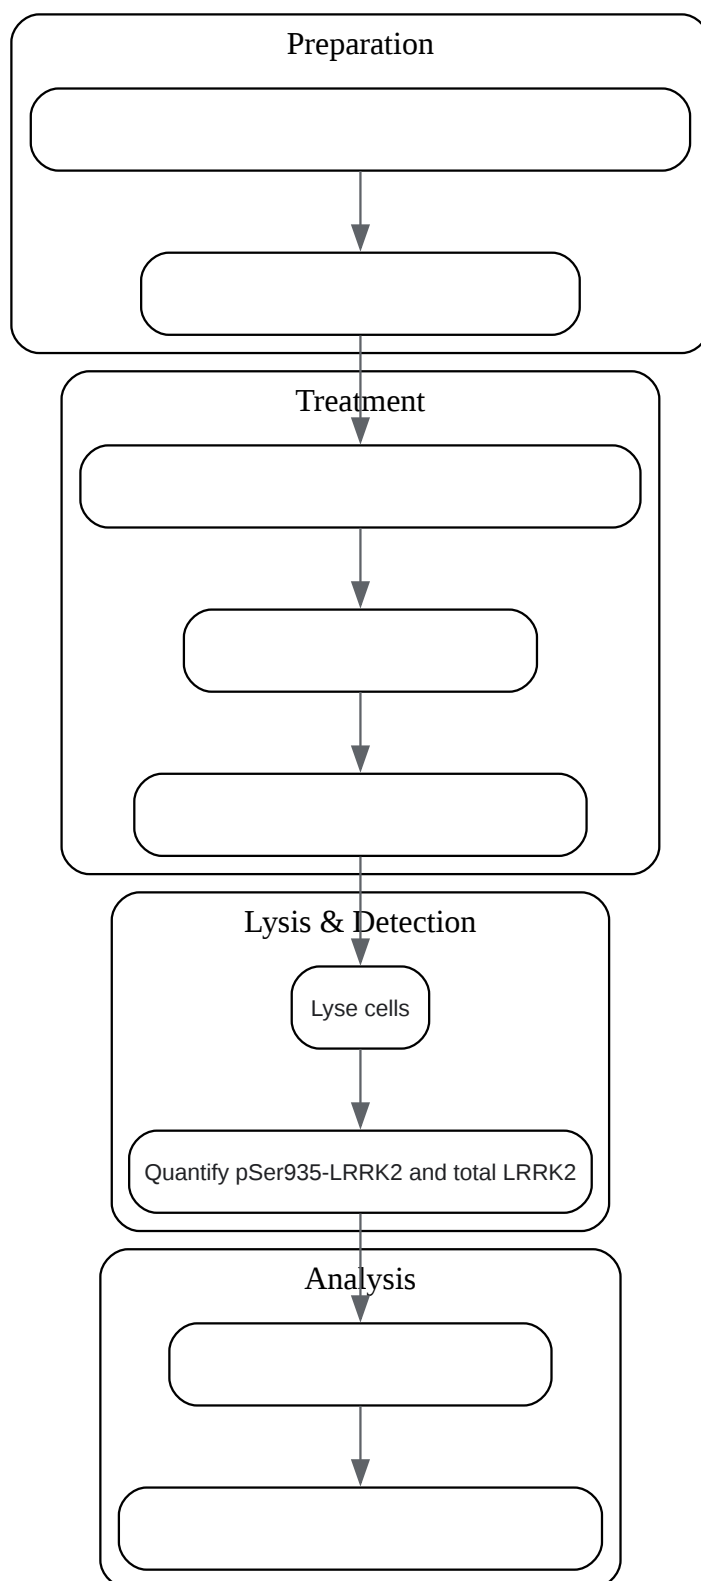 Preparation
Treatment
Lysis & Detection
Lyse cells
Quantify pSer935-LRRK2 and total LRRK2
Analysis